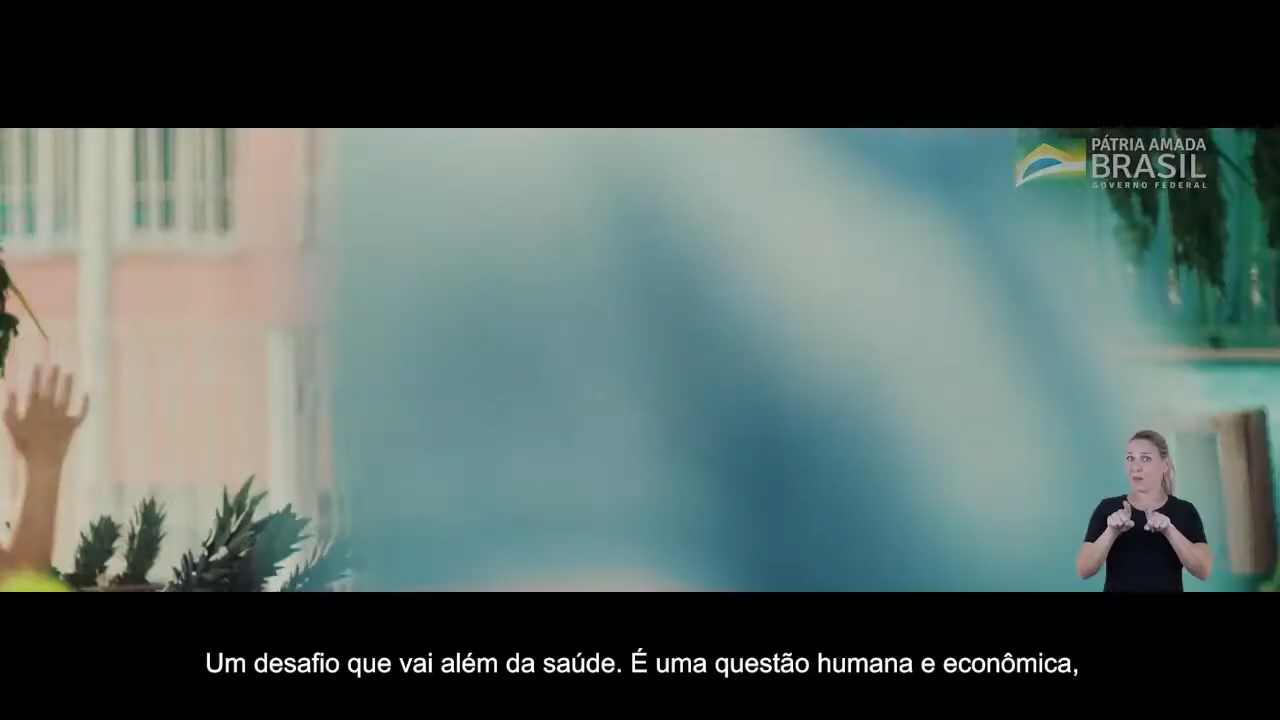 PÁTRIA AMADA
BRASIL
GOVERNO FEDERAL
Um desafio que vai além da saúde. É uma questão humana e econômica,